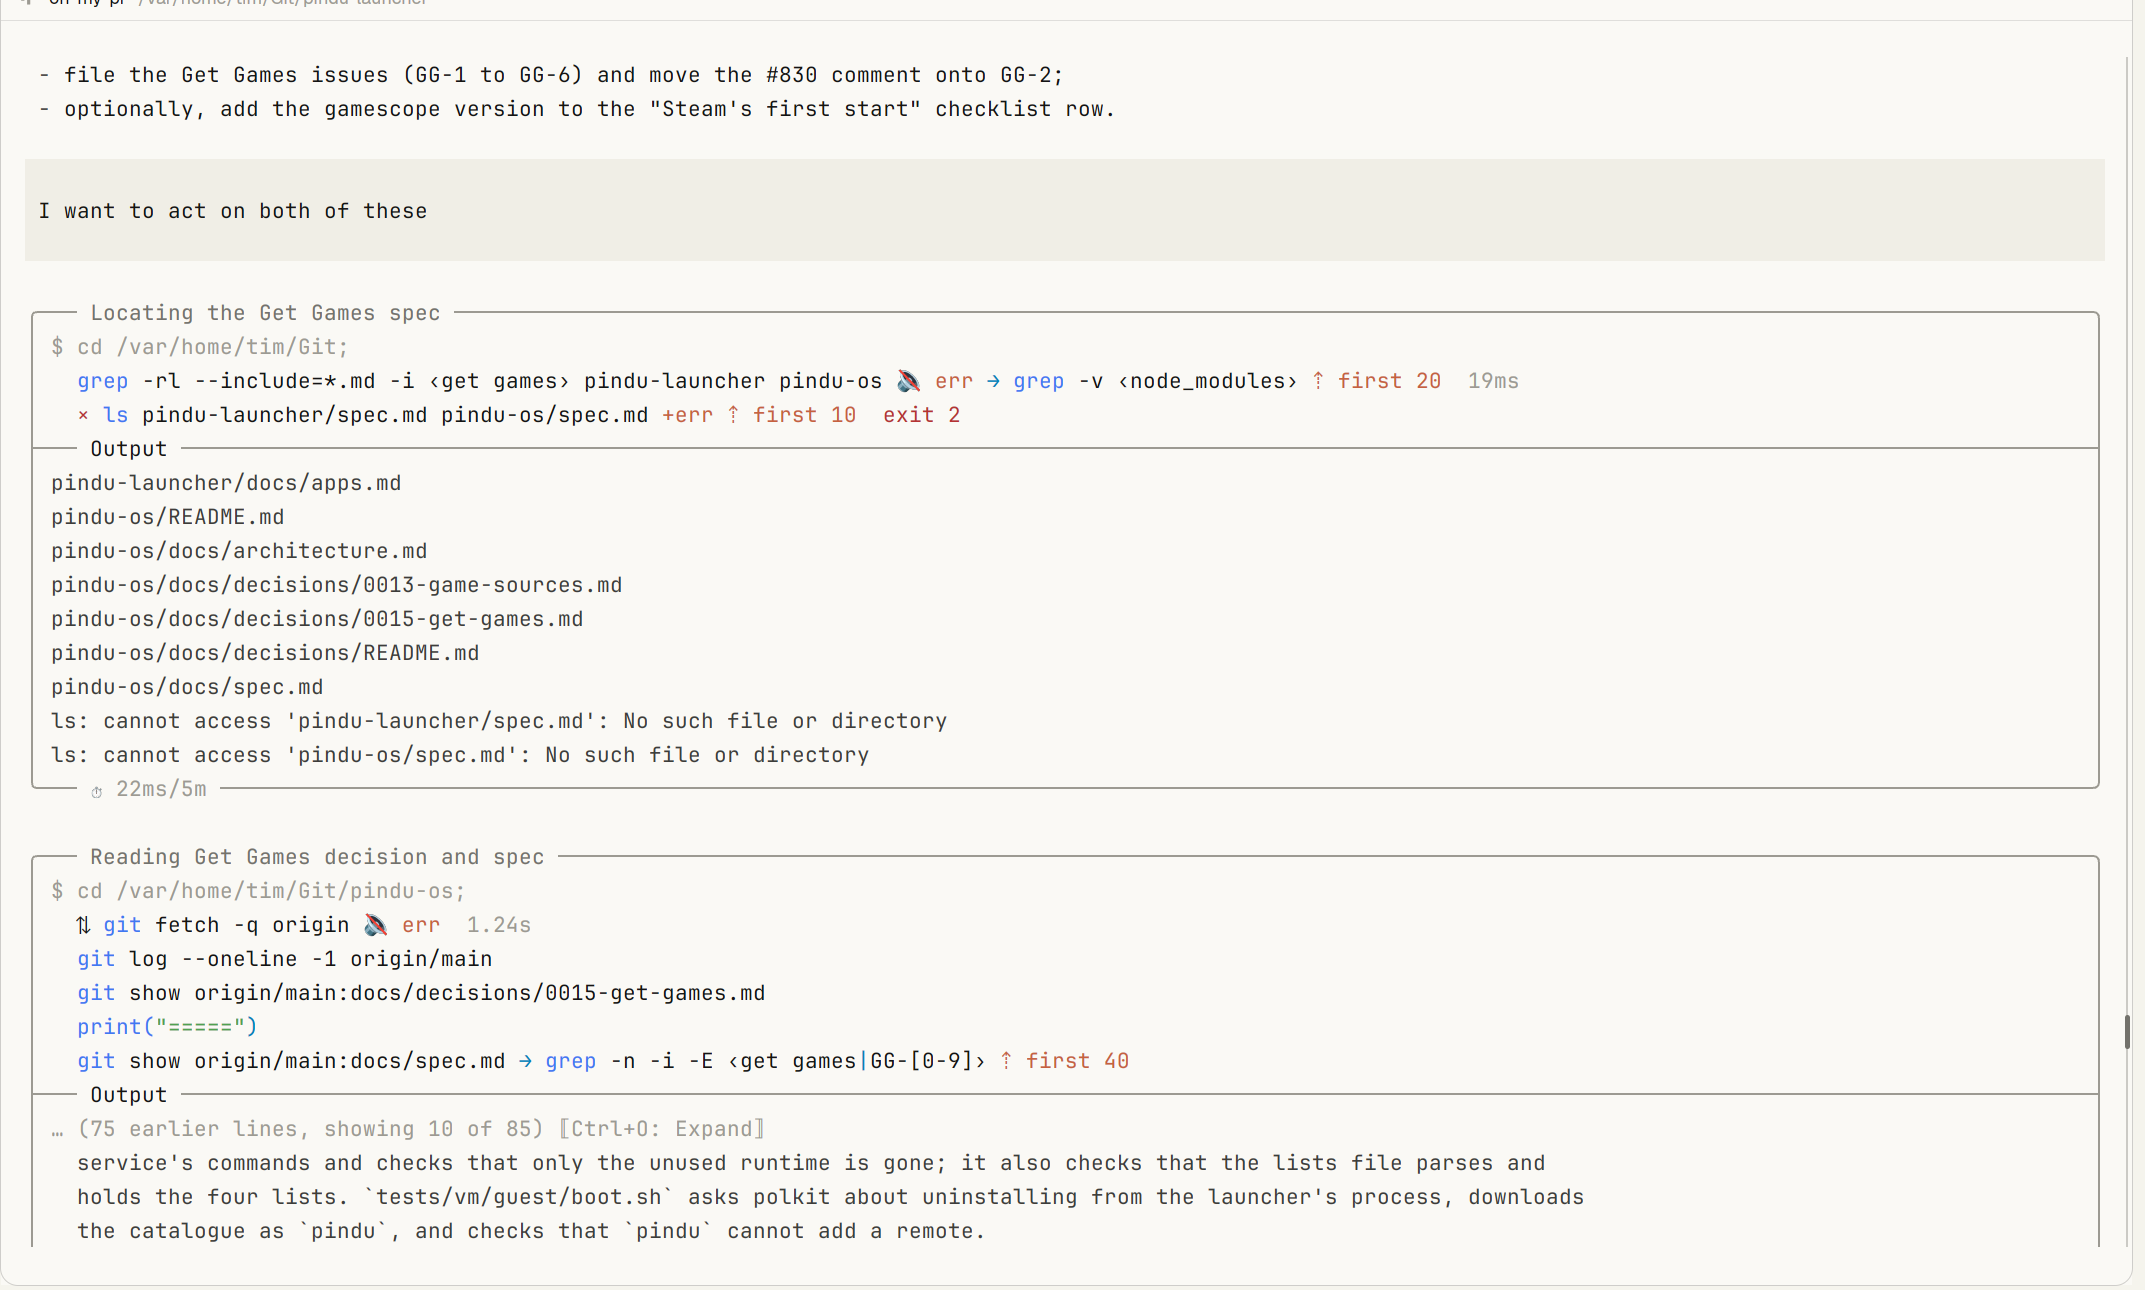 - file the Get Games issues (GG-1 to GG-6) and move the #830 comment onto GG-2;
- optionally, add the gamescope version to the "Steam's first start" checklist row.
I want to act on both of these
Locating the Get Games spec
$ cd /var/home/tim/Git;
grep -rl --include=*.md -i ‹get games› pindu-launcher pindu-os 🔕 err → grep -v ‹node_modules› ⇡ first 20 19ms
× ls pindu-launcher/spec.md pindu-os/spec.md +err ⇡ first 10 exit 2
Output
pindu-launcher/docs/apps.md
pindu-os/README.md
pindu-os/docs/architecture.md
pindu-os/docs/decisions/0013-game-sources.md
pindu-os/docs/decisions/0015-get-games.md
pindu-os/docs/decisions/README.md
pindu-os/docs/spec.md
ls: cannot access 'pindu-launcher/spec.md': No such file or directory
ls: cannot access 'pindu-os/spec.md': No such file or directory
⏱ 22ms/5m
Reading Get Games decision and spec
$ cd /var/home/tim/Git/pindu-os;
⇅ git fetch -q origin 🔕 err 1.24s
git log --oneline -1 origin/main
git show origin/main:docs/decisions/0015-get-games.md
print("=====")
git show origin/main:docs/spec.md → grep -n -i -E ‹get games|GG-[0-9]› ⇡ first 40
Output
… (75 earlier lines, showing 10 of 85) ⟦Ctrl+O: Expand⟧
service's commands and checks that only the unused runtime is gone; it also checks that the lists file parses and
holds the four lists. `tests/vm/guest/boot.sh` asks polkit about uninstalling from the launcher's process, downloads
the catalogue as `pindu`, and checks that `pindu` cannot add a remote.